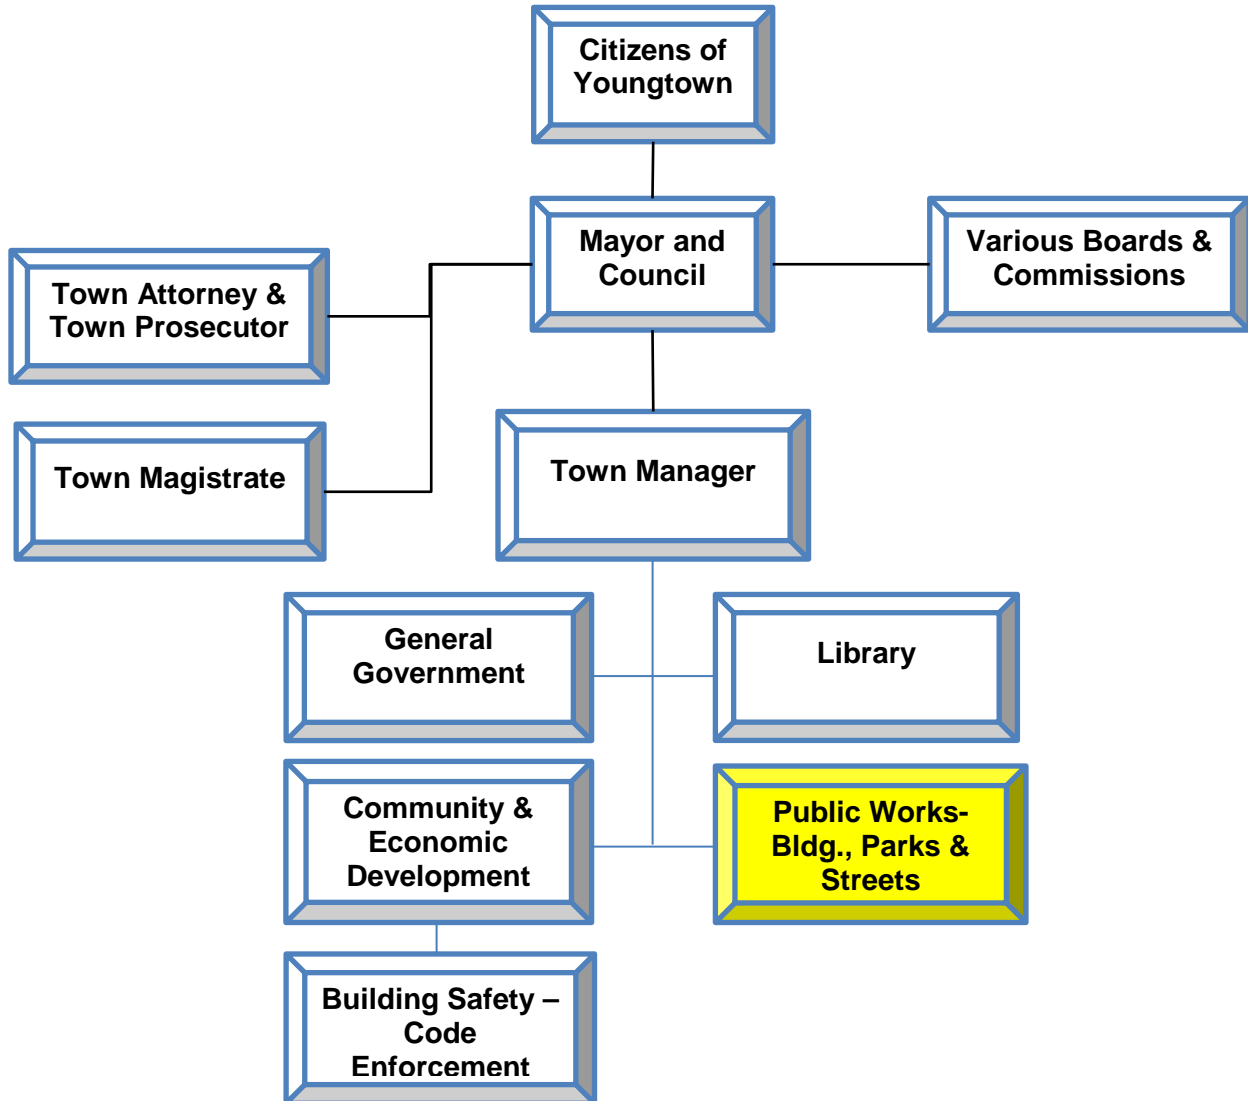 Citizens of
Youngtown
Mayor and
Council
Various Boards &
Commissions
Town Attorney &
Town Prosecutor
Town Magistrate
Town Manager
General
Government
Library
Community &
Economic
Development
Public Works-
Bldg., Parks &
Streets
Building Safety –
Code
Enforcement